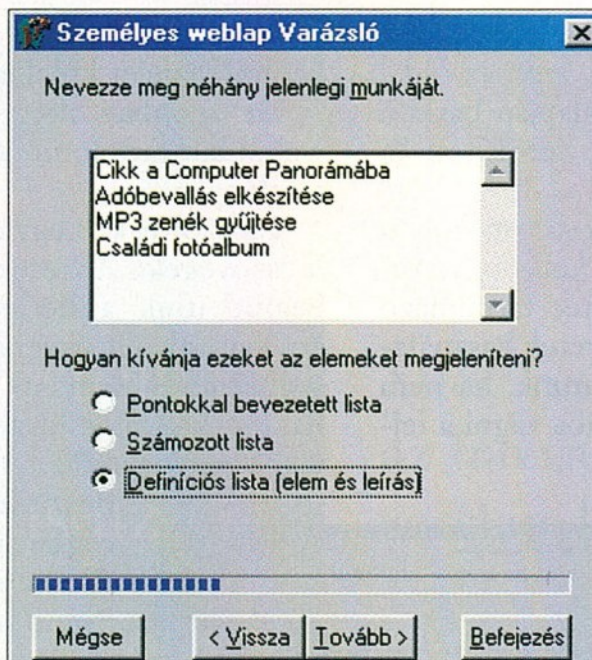 Személyes weblap Varázsló
Nevezze meg néhány jelenlegi munkáját.
Cikk a Computer Panorámába
Adóbevallás elkészítése
MP3 zenék gyűjtése
Családi fotóalbum
Hogyan kívánja ezeket az elemeket megjeleníteni?
Pontokkal bevezetett lista
Számozott lista
Definíciós lista (elem és leírás)
Mégse < Vissza Tovább > Befejezés